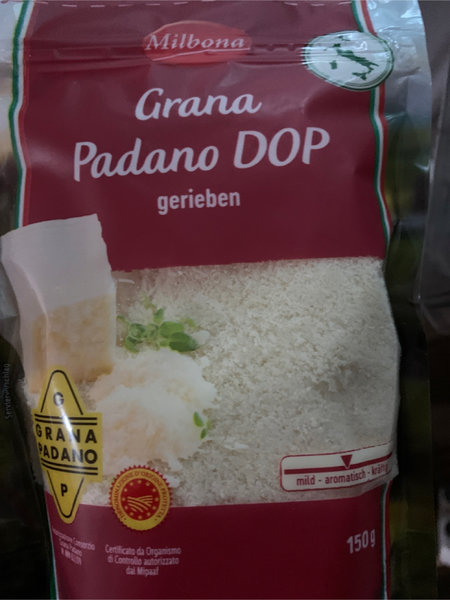 Milbona
Grana
Padano DOP
gerieben
Serviervorschlag
G
GRANA
PADANO
P
mild - aromatisch - kräftig
150g
Certificato da Organismo
di Controllo autorizzato
dal Mipaaf